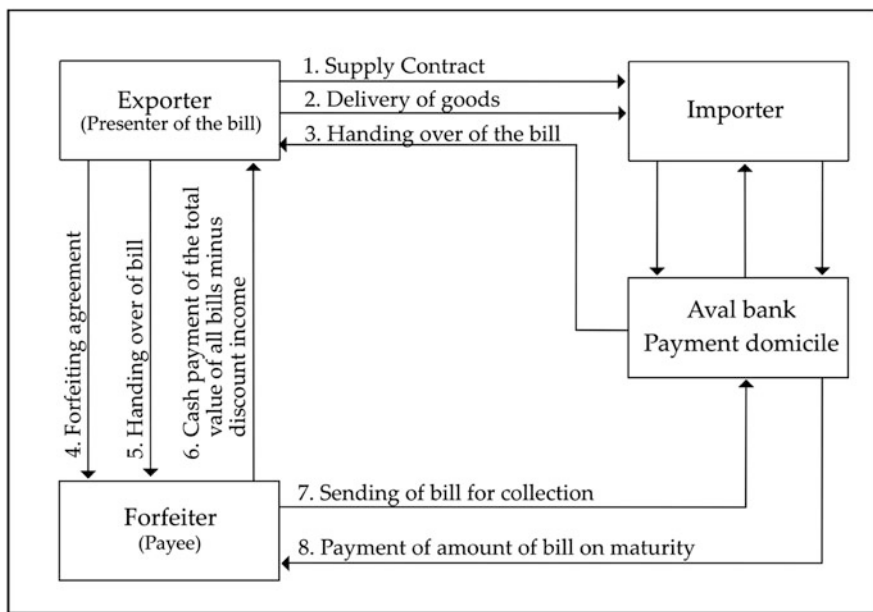 1. Supply Contract
Exporter
(Presenter of the bill)
2. Delivery of goods
Importer
3. Handing over of the bill
4. Forfeiting agreement
5. Handing over of bill
6. Cash payment of the total
value of all bills minus
discount income
Aval bank
Payment domicile
7. Sending of bill for collection
Forfeiter
(Payee)
8. Payment of amount of bill on maturity